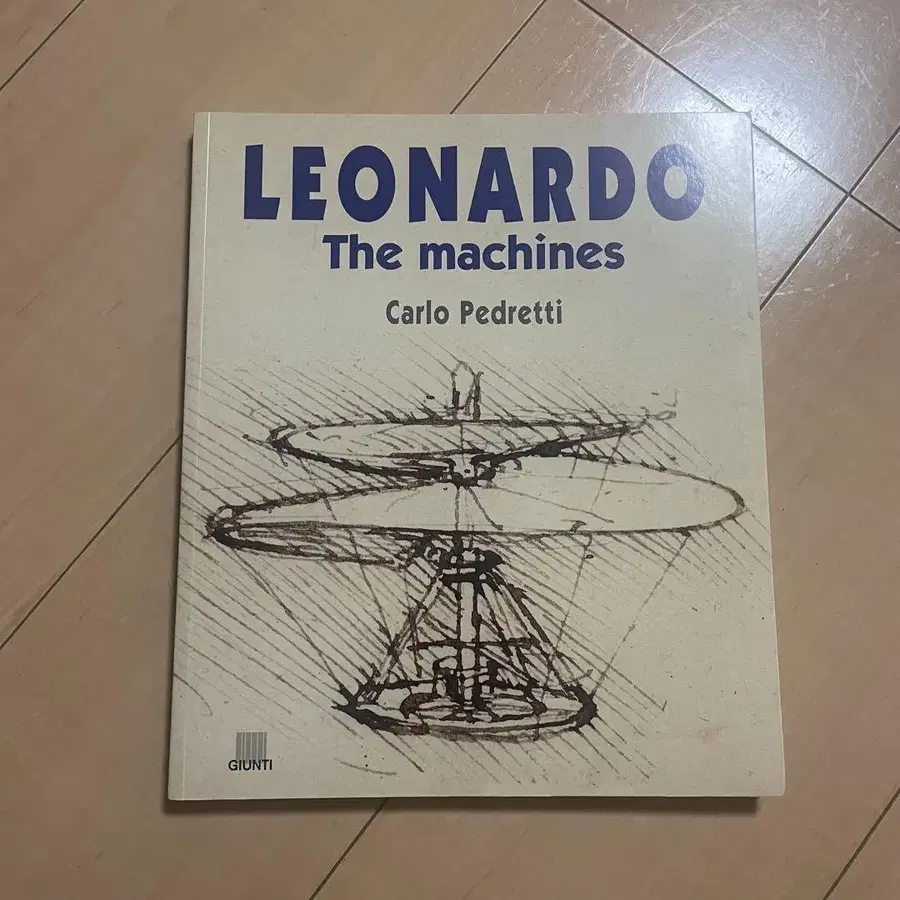 LEONARDO
The machines
Carlo Pedretti
GIUNTI